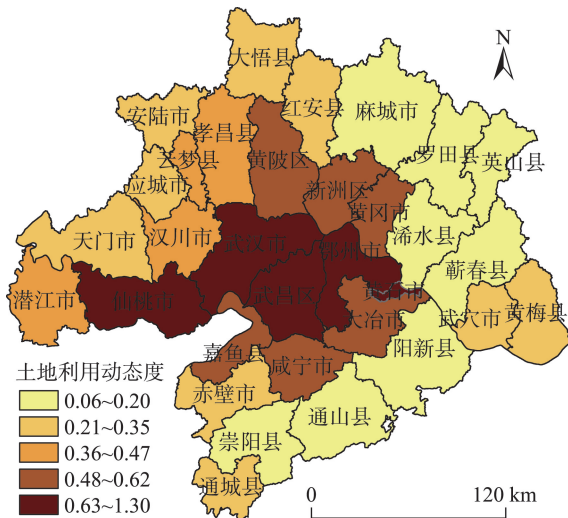 大悟县
N
安陆市
孝昌县
红安县
麻城市
云梦县
黄陂区
罗田县
英山县
应城市
新洲区
黄冈市
天门市
汉川市
武汉市
鄂州市
浠水县
蕲春县
潜江市
仙桃市
武昌区
黄石市
大冶市
武穴市
黄梅县
嘉鱼县
咸宁市
阳新县
土地利用动态度
赤壁市
0.06~0.20
0.21~0.35
0.36~0.47
0.48~0.62
0.63~1.30
崇阳县
通山县
通城县
0
120 km